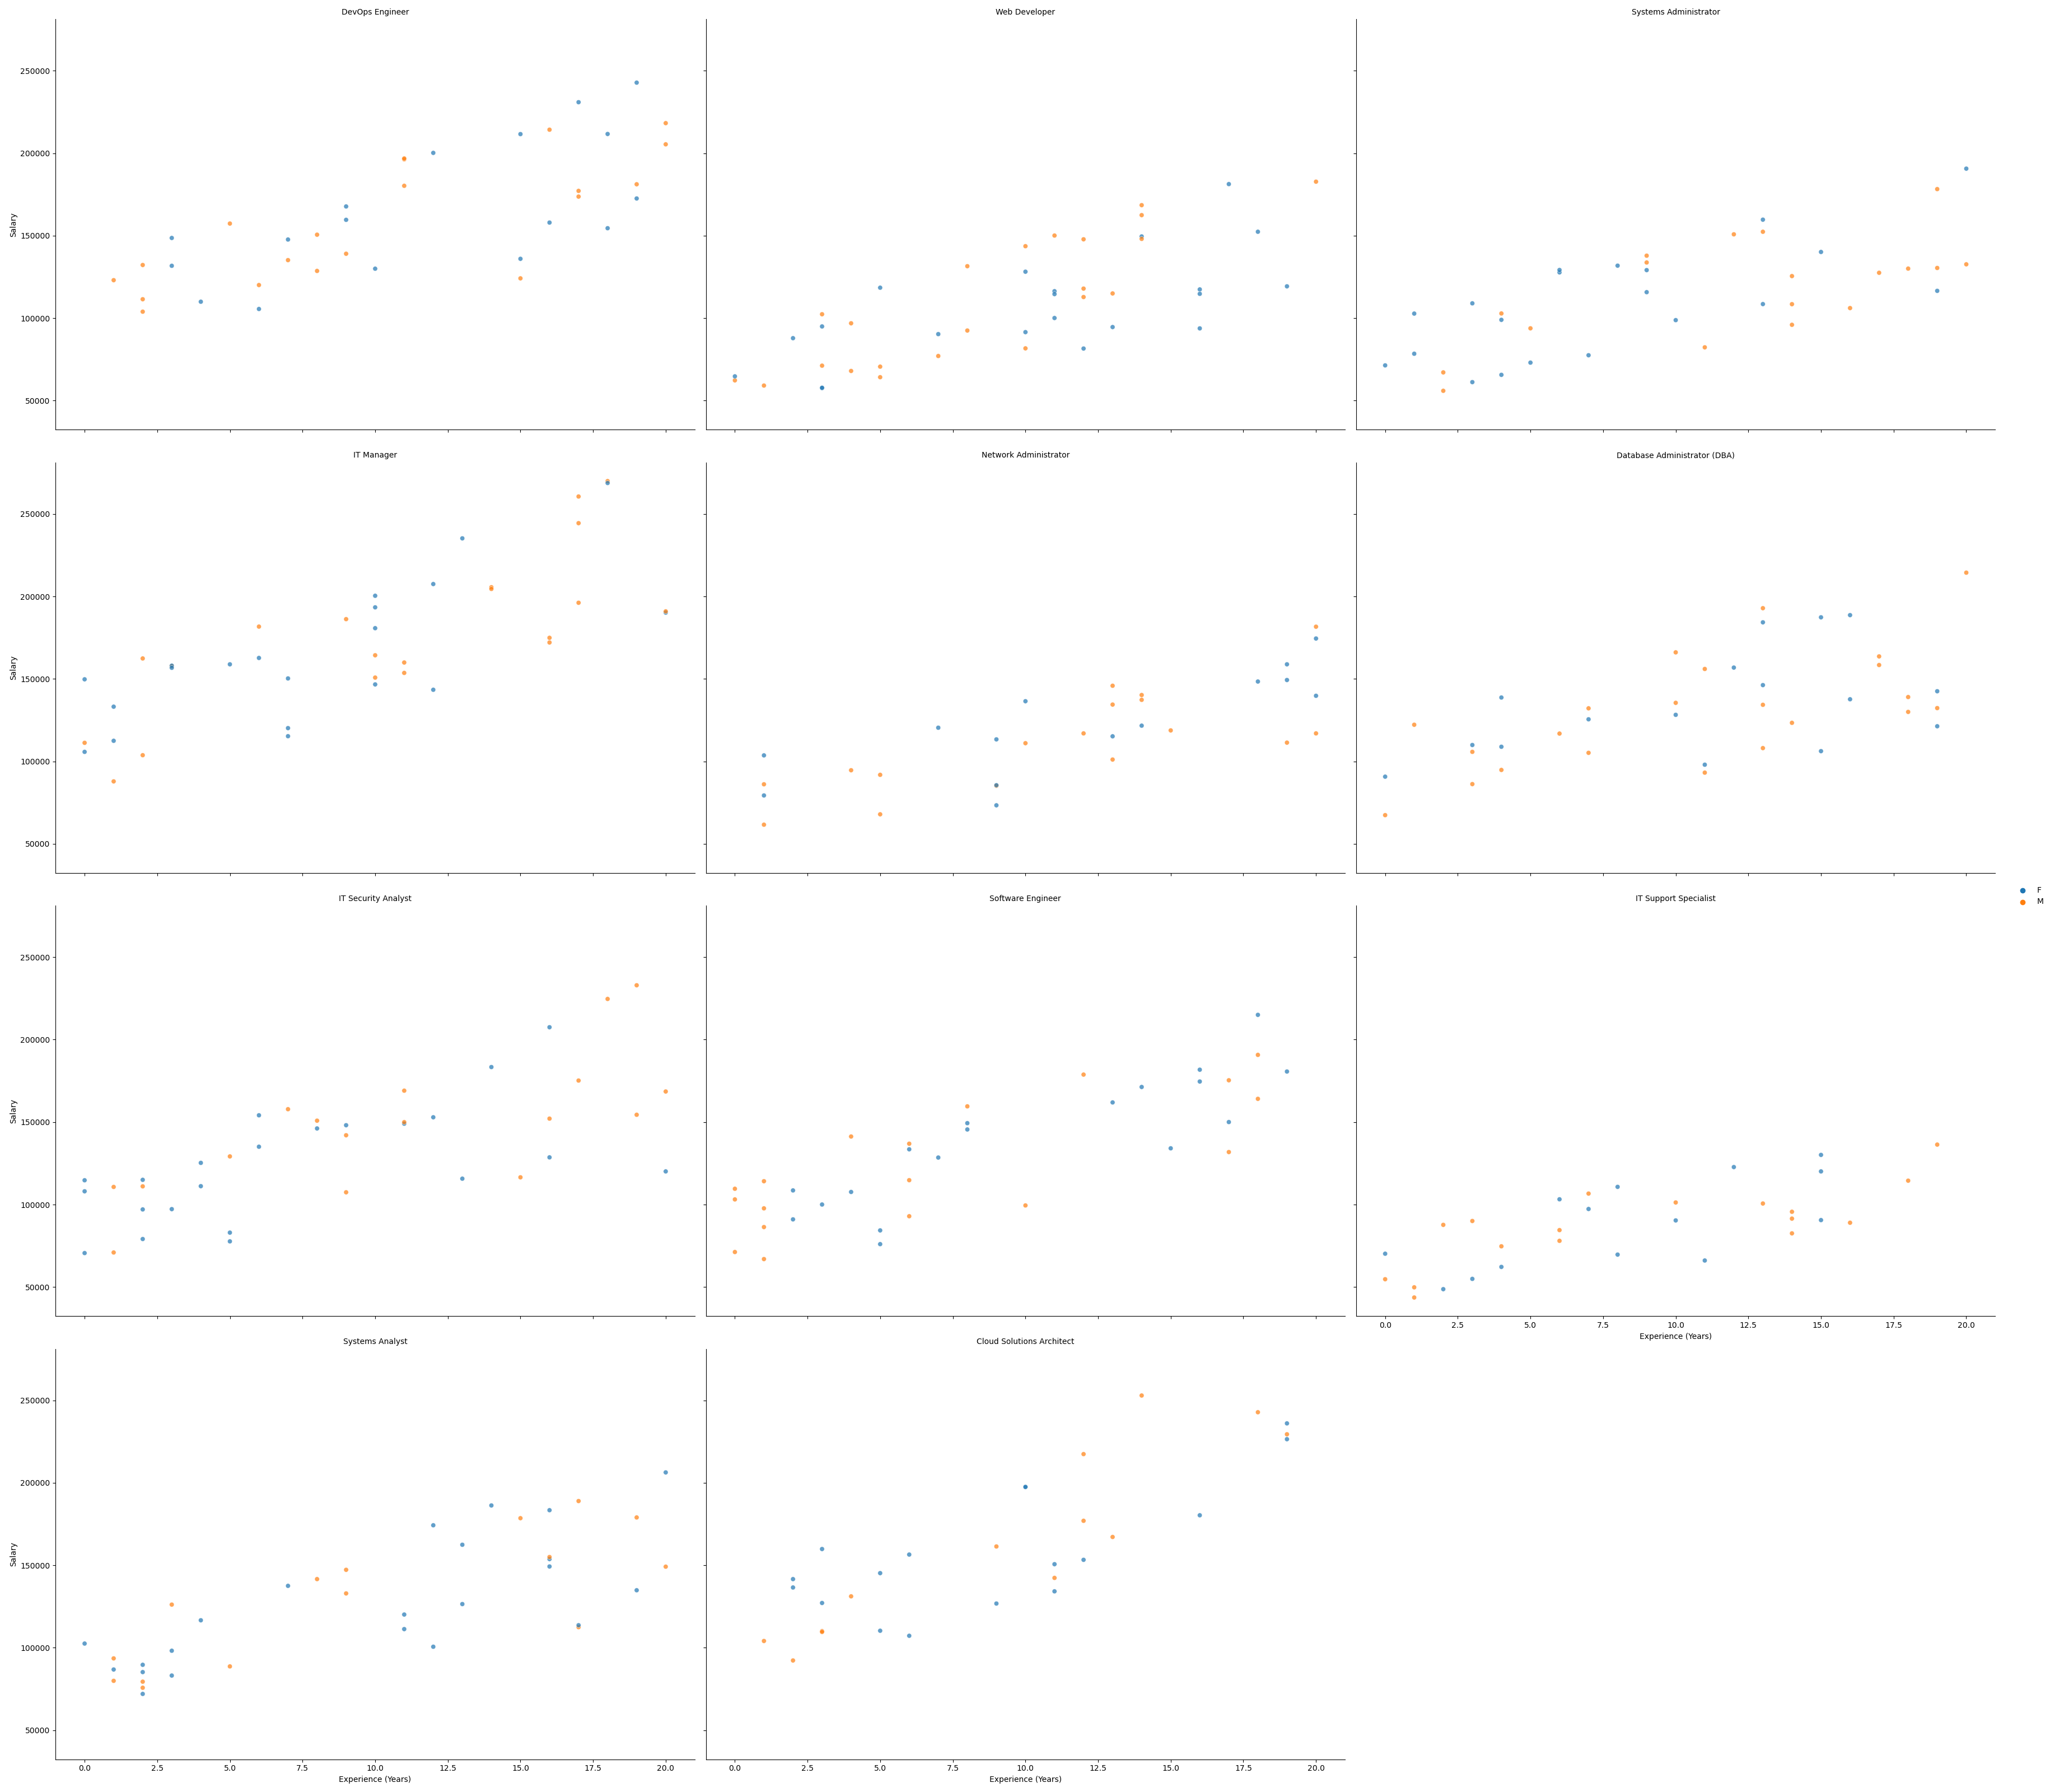 DevOps Engineer
Web Developer
Systems Administrator
250000
200000
150000
100000
50000
Salary
IT Manager
Network Administrator
Database Administrator (DBA)
250000
200000
150000
100000
50000
Salary
IT Security Analyst
Software Engineer
IT Support Specialist
F
M
250000
200000
150000
100000
50000
Salary
0.0 2.5 5.0 7.5 10.0 12.5 15.0 17.5 20.0
Experience (Years)
Systems Analyst
Cloud Solutions Architect
250000
200000
150000
100000
50000
Salary
0.0 2.5 5.0 7.5 10.0 12.5 15.0 17.5 20.0
Experience (Years)
0.0 2.5 5.0 7.5 10.0 12.5 15.0 17.5 20.0
Experience (Years)